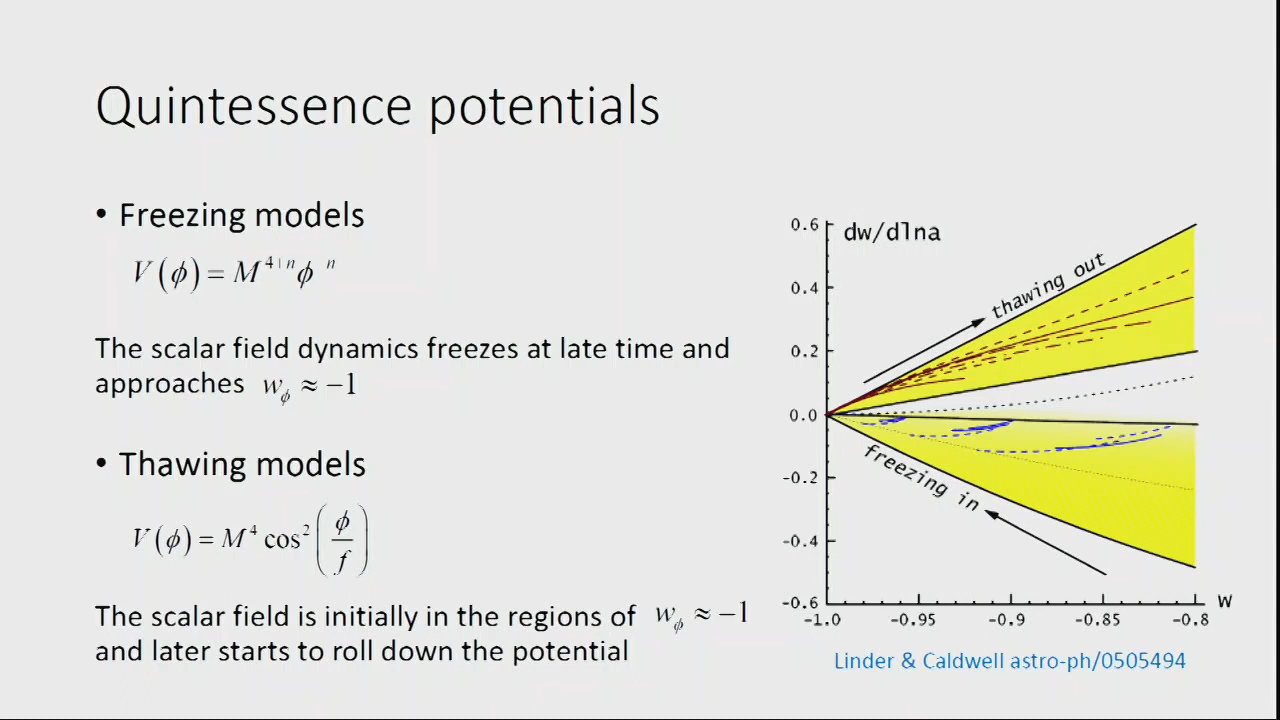 Quintessence potentials
• Freezing models
V(ϕ) = M^{4+n} ϕ^{-n}
The scalar field dynamics freezes at late time and
approaches w_ϕ ≈ −1
• Thawing models
V(ϕ) = M^4 cos^2 (ϕ/f)
The scalar field is initially in the regions of w_ϕ ≈ −1
and later starts to roll down the potential
dw/dlna
0.6
0.4
0.2
0.0
-0.2
-0.4
-0.6
thawing out
freezing in
-1.0 -0.95 -0.9 -0.85 -0.8
w
Linder & Caldwell astro-ph/0505494